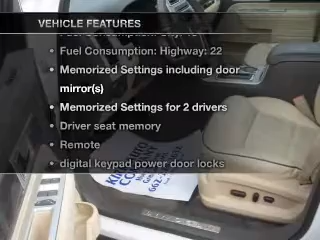 VEHICLE FEATURES
• Fuel Consumption: Highway: 22
• Memorized Settings including door
mirror(s)
• Memorized Settings for 2 drivers
• Driver seat memory
• Remote
• digital keypad power door locks